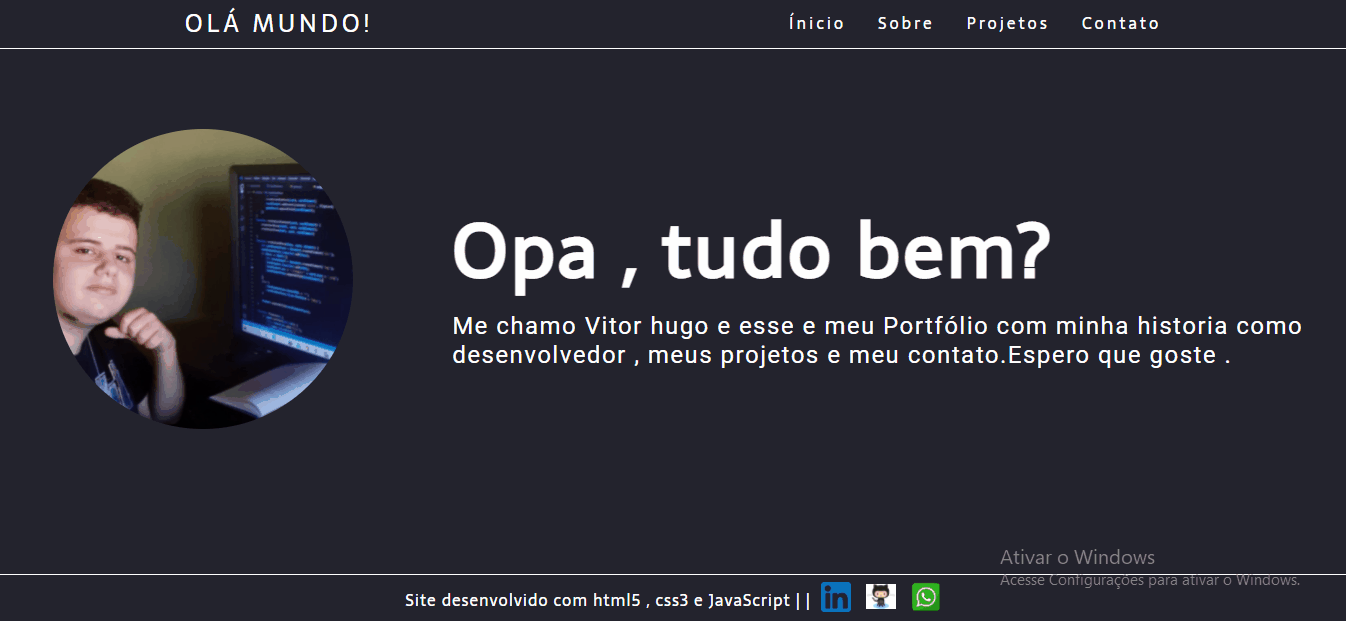 OLÁ MUNDO!
Ínicio Sobre Projetos Contato
Opa , tudo bem?
Me chamo Vitor hugo e esse e meu Portfólio com minha historia como
desenvolvedor , meus projetos e meu contato.Espero que goste .
Ativar o Windows
Acesse Configurações para ativar o Windows.
Site desenvolvido com html5 , css3 e JavaScript | |
in